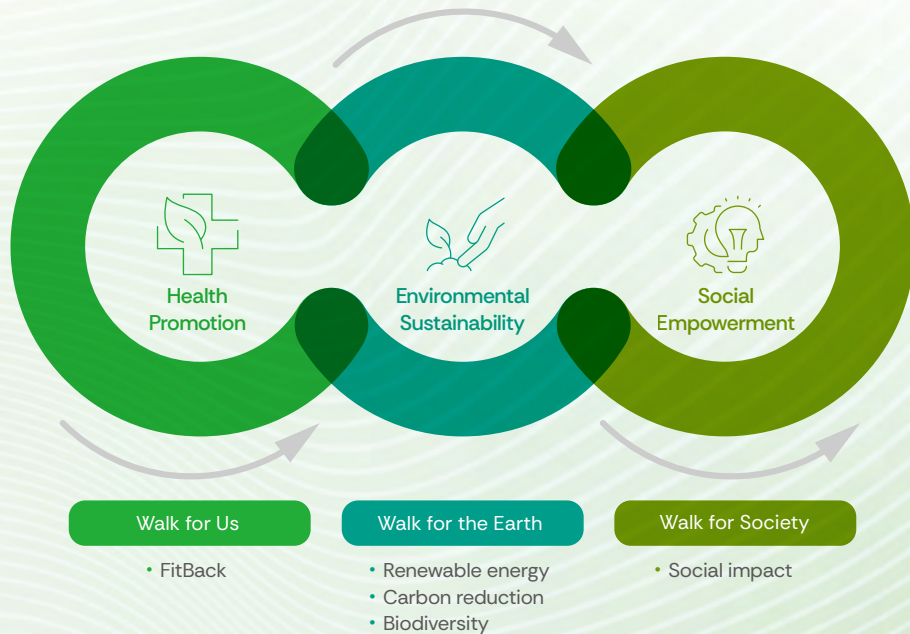 Health
Promotion
Environmental
Sustainability
Social
Empowerment
Walk for Us
• FitBack
Walk for the Earth
• Renewable energy
• Carbon reduction
• Biodiversity
Walk for Society
• Social impact